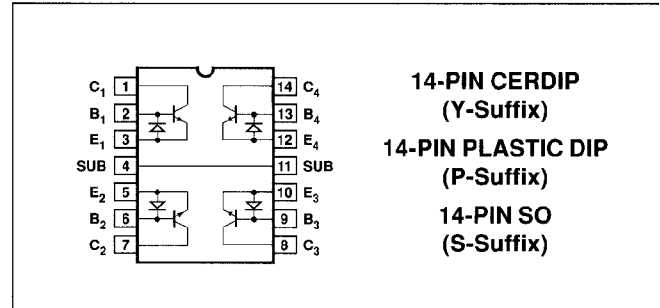 C1 1 14 C4
B1 2 13 B4
E1 3 12 E4
SUB 4 11 SUB
E2 5 10 E3
B2 6 9 B3
C2 7 8 C3
14-PIN CERDIP
(Y-Suffix)
14-PIN PLASTIC DIP
(P-Suffix)
14-PIN SO
(S-Suffix)